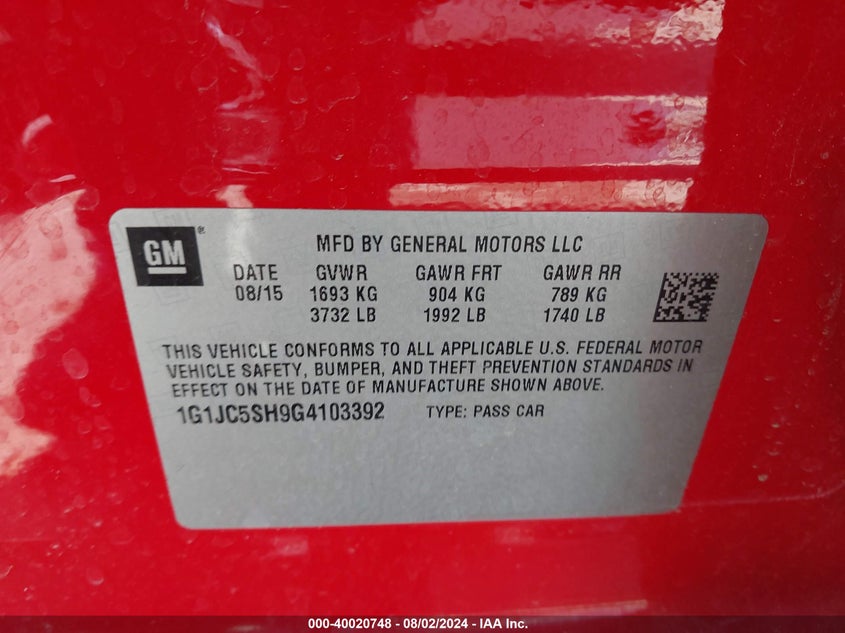 GM®
MFD BY GENERAL MOTORS LLC
DATE GVWR GAWR FRT GAWR RR
08/15 1693 KG 904 KG 789 KG
3732 LB 1992 LB 1740 LB
THIS VEHICLE CONFORMS TO ALL APPLICABLE U.S. FEDERAL MOTOR
VEHICLE SAFETY, BUMPER, AND THEFT PREVENTION STANDARDS IN
EFFECT ON THE DATE OF MANUFACTURE SHOWN ABOVE.
1G1JC5SH9G4103392 TYPE: PASS CAR
000-40020748 - 08/02/2024 - IAA Inc.